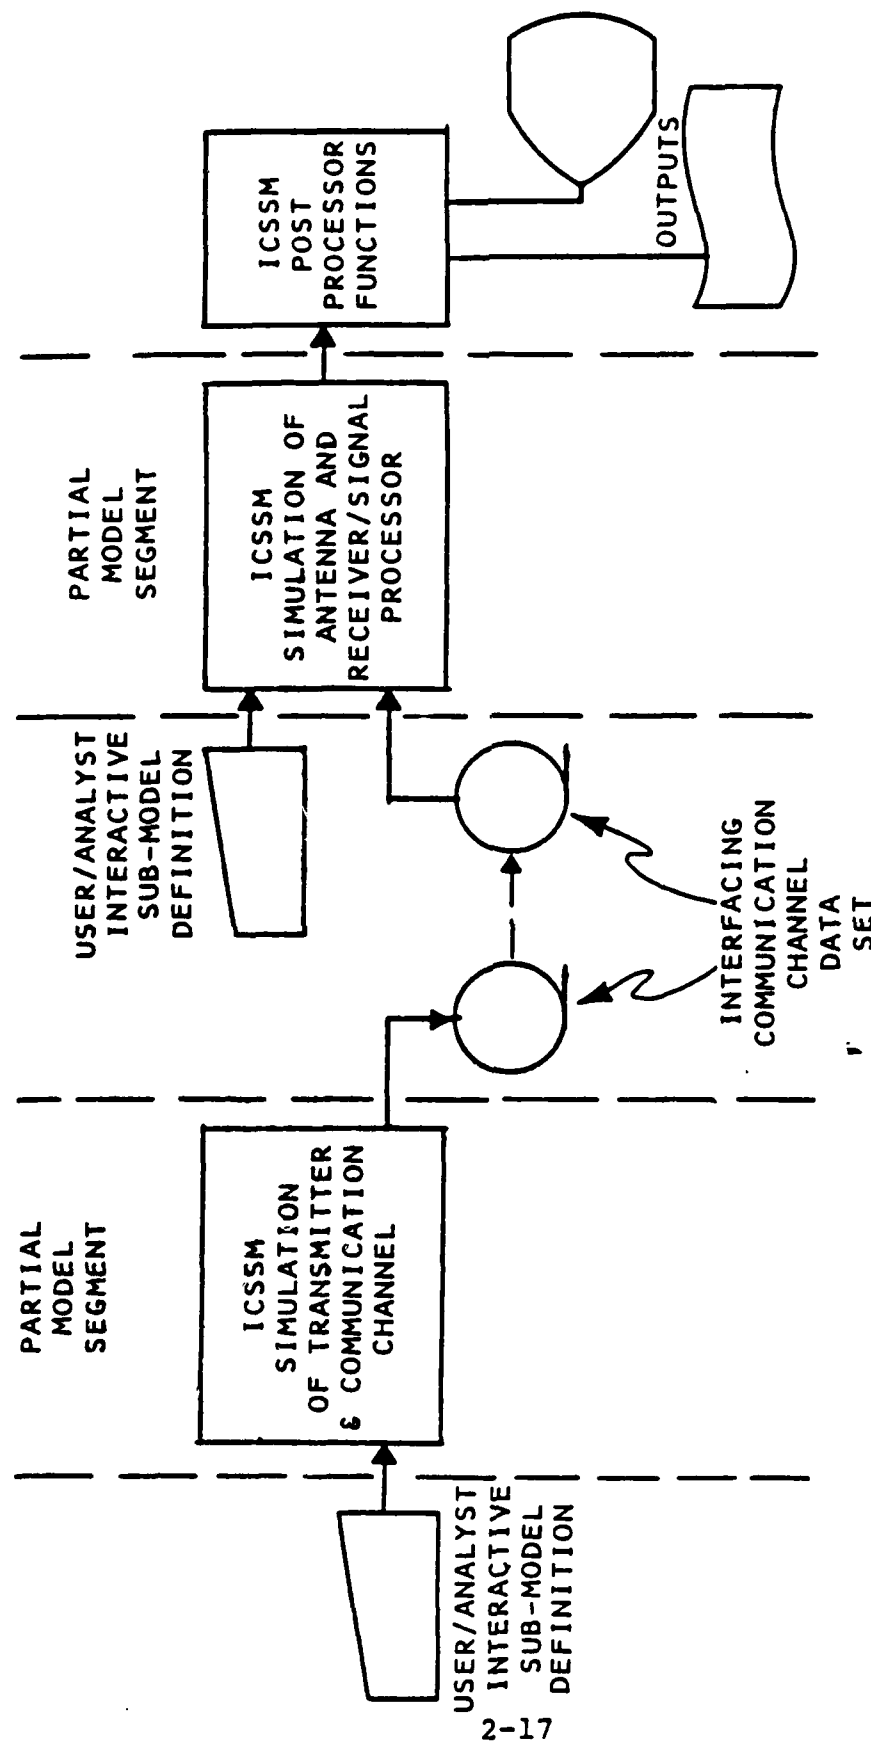 USER/ANALYST
INTERACTIVE
SUB-MODEL
DEFINITION
PARTIAL
MODEL
SEGMENT
ICSSM
SIMULATION
OF TRANSMITTER
& COMMUNICATION
CHANNEL
INTERFACING
COMMUNICATION
CHANNEL
DATA
SET
USER/ANALYST
INTERACTIVE
SUB-MODEL
DEFINITION
PARTIAL
MODEL
SEGMENT
ICSSM
SIMULATION OF
ANTENNA AND
RECEIVER/SIGNAL
PROCESSOR
ICSSM
POST
PROCESSOR
FUNCTIONS
OUTPUTS
2-17